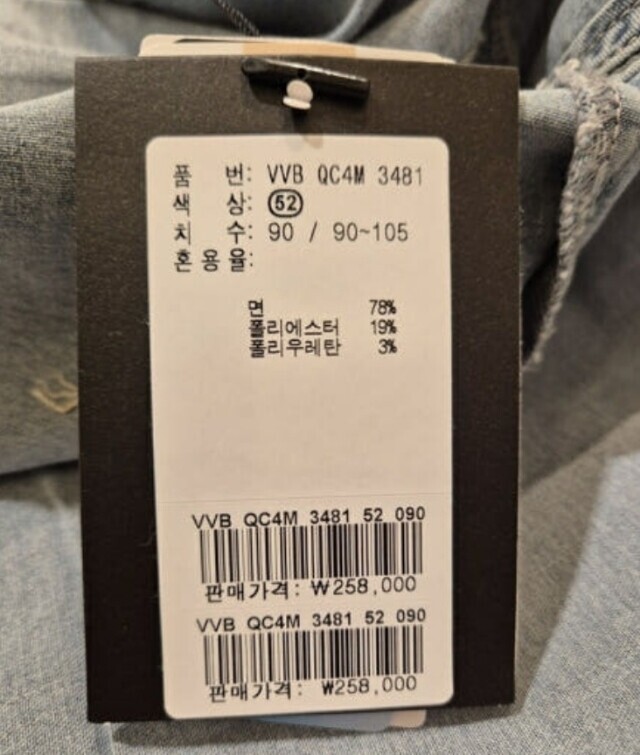 품 번: VVB QC4M 3481
색 상: 52
치 수: 90 / 90~105
혼용율:
면 78%
폴리에스터 19%
폴리우레탄 3%
VVB QC4M 3481 52 090
판매가격: ₩258,000
VVB QC4M 3481 52 090
판매가격: ₩258,000